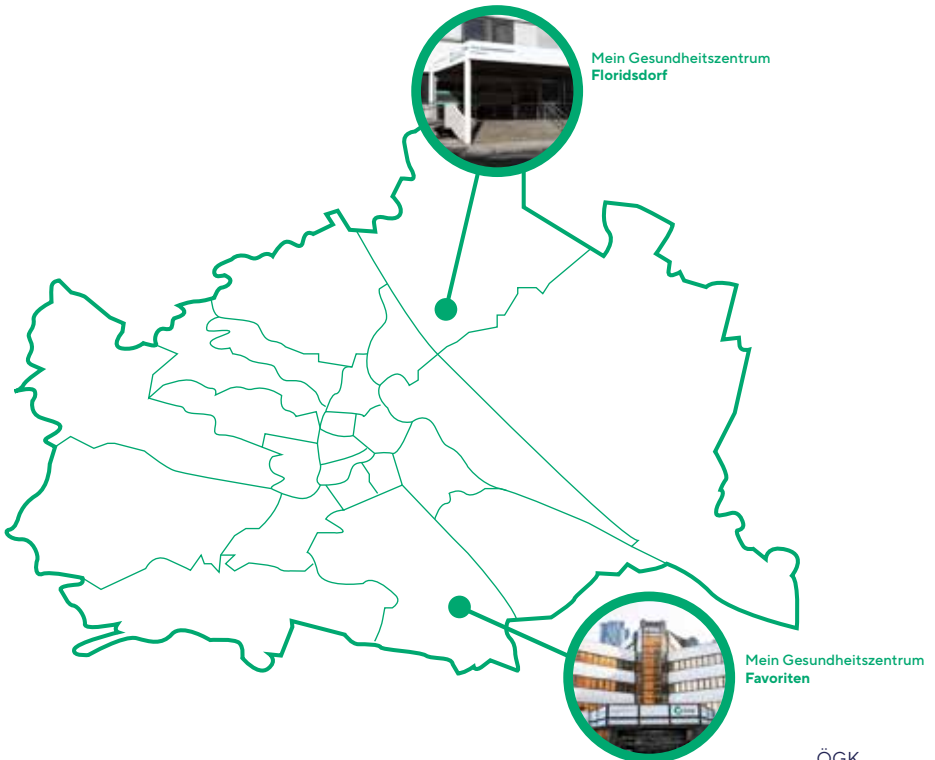 Mein Gesundheitszentrum
Floridsdorf
Mein Gesundheitszentrum
Favoriten
ÖGK